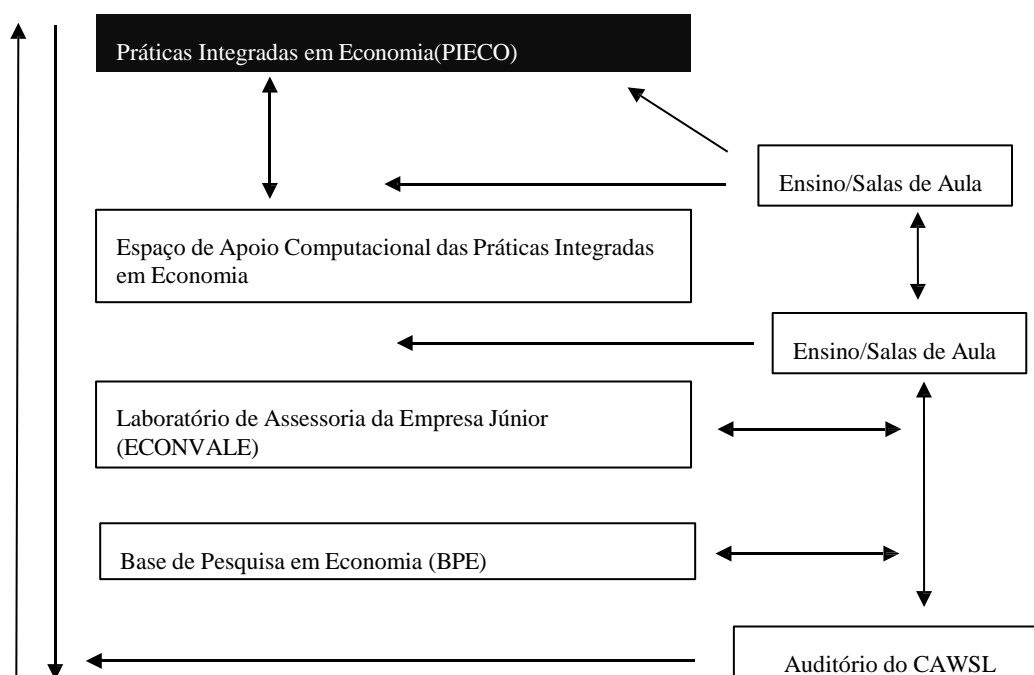 Práticas Integradas em Economia(PIECO)
Ensino/Salas de Aula
Espaço de Apoio Computacional das Práticas Integradas
em Economia
Ensino/Salas de Aula
Laboratório de Assessoria da Empresa Júnior
(ECONVALE)
Base de Pesquisa em Economia (BPE)
Auditório do CAWSL